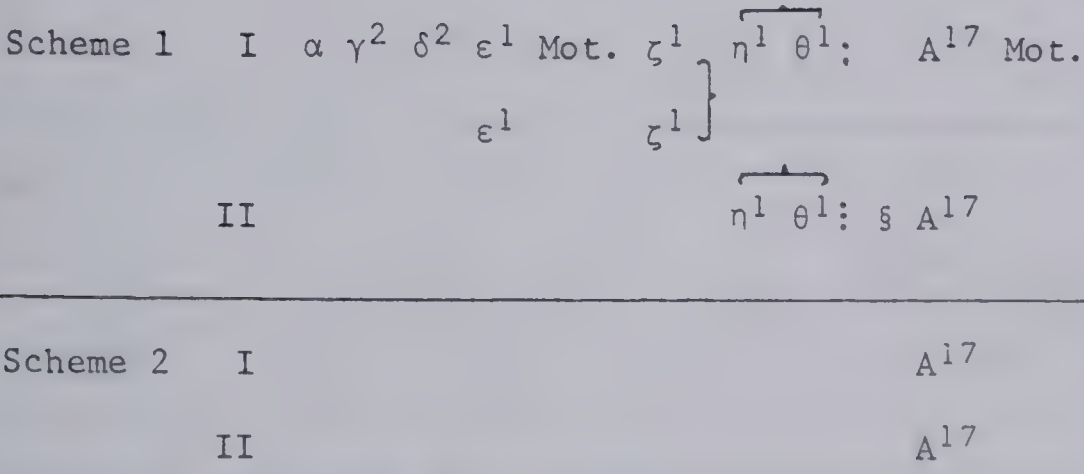 Scheme 1 I α γ² δ² ε¹ Mot. ζ¹ η¹ θ¹: A¹⁷ Mot.
ε¹ ζ¹
II η¹ θ¹⋮ § A¹⁷
Scheme 2 I A¹⁷
II A¹⁷